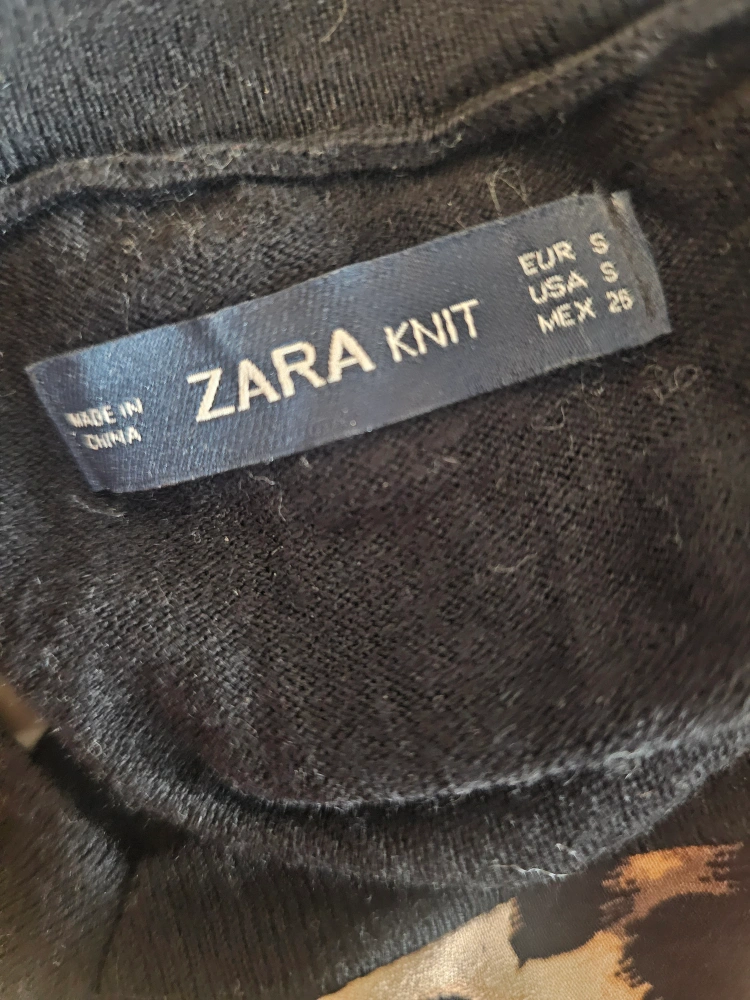 MADE IN
CHINA
ZARA KNIT
EUR S
USA S
MEX 26